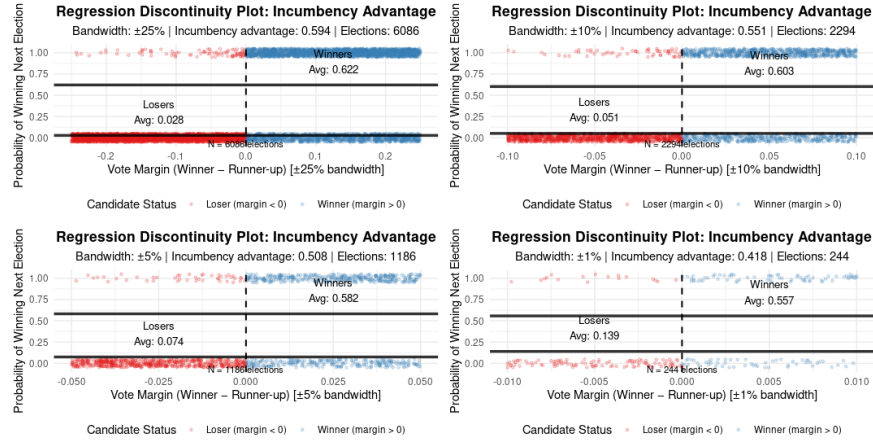 Regression Discontinuity Plot: Incumbency Advantage
Bandwidth: ±25% | Incumbency advantage: 0.594 | Elections: 6086
Probability of Winning Next Election
1.00
0.75
0.50
0.25
0.00
Winners
Avg: 0.622
Losers
Avg: 0.028
N = 6086 elections
-0.2
-0.1
0.0
0.1
0.2
Vote Margin (Winner − Runner-up) [±25% bandwidth]
Candidate Status
Loser (margin < 0)
Winner (margin > 0)
Regression Discontinuity Plot: Incumbency Advantage
Bandwidth: ±10% | Incumbency advantage: 0.551 | Elections: 2294
Probability of Winning Next Election
1.00
0.75
0.50
0.25
0.00
Winners
Avg: 0.603
Losers
Avg: 0.051
N = 2294 elections
-0.10
-0.05
0.00
0.05
0.10
Vote Margin (Winner − Runner-up) [±10% bandwidth]
Candidate Status
Loser (margin < 0)
Winner (margin > 0)
Regression Discontinuity Plot: Incumbency Advantage
Bandwidth: ±5% | Incumbency advantage: 0.508 | Elections: 1186
Probability of Winning Next Election
1.00
0.75
0.50
0.25
0.00
Winners
Avg: 0.582
Losers
Avg: 0.074
N = 1186 elections
-0.050
-0.025
0.000
0.025
0.050
Vote Margin (Winner − Runner-up) [±5% bandwidth]
Candidate Status
Loser (margin < 0)
Winner (margin > 0)
Regression Discontinuity Plot: Incumbency Advantage
Bandwidth: ±1% | Incumbency advantage: 0.418 | Elections: 244
Probability of Winning Next Election
1.00
0.75
0.50
0.25
0.00
Winners
Avg: 0.557
Losers
Avg: 0.139
N = 244 elections
-0.010
-0.005
0.000
0.005
0.010
Vote Margin (Winner − Runner-up) [±1% bandwidth]
Candidate Status
Loser (margin < 0)
Winner (margin > 0)